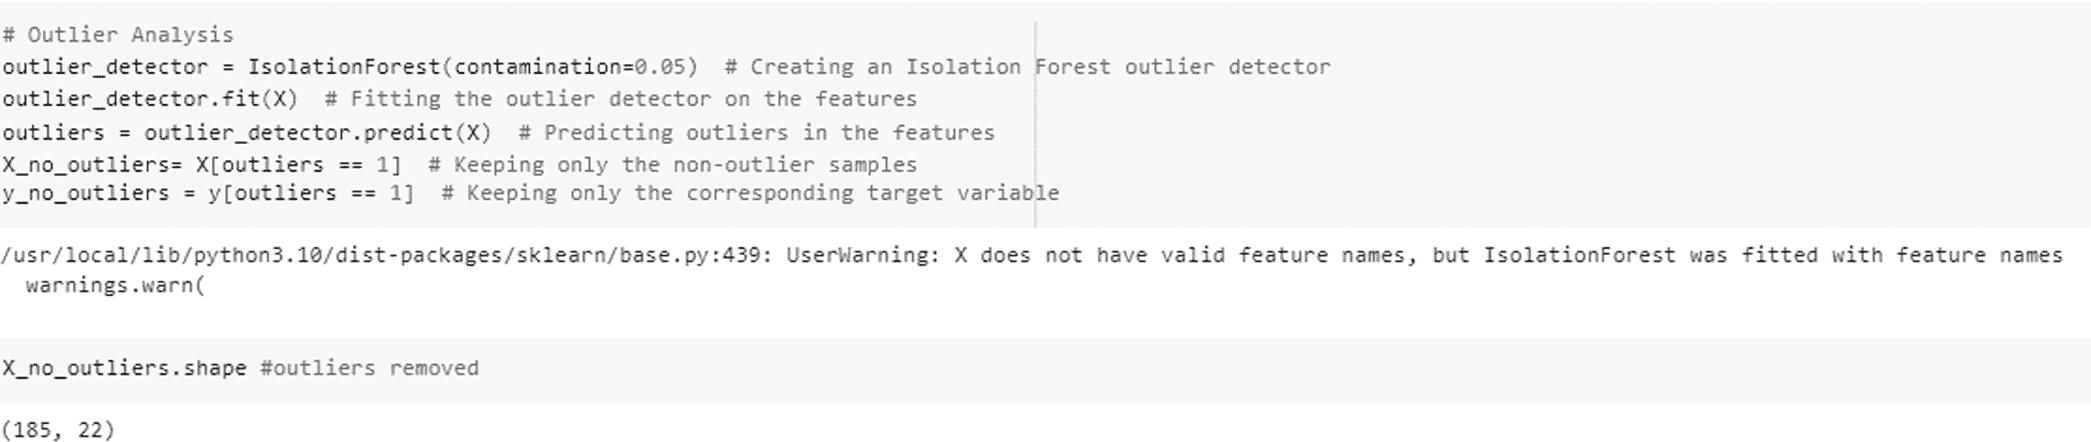 # Outlier Analysis
outlier_detector = IsolationForest(contamination=0.05)  # Creating an Isolation Forest outlier detector
outlier_detector.fit(X)  # Fitting the outlier detector on the features
outliers = outlier_detector.predict(X)  # Predicting outliers in the features
X_no_outliers= X[outliers == 1]  # Keeping only the non-outlier samples
y_no_outliers = y[outliers == 1]  # Keeping only the corresponding target variable
/usr/local/lib/python3.10/dist-packages/sklearn/base.py:439: UserWarning: X does not have valid feature names, but IsolationForest was fitted with feature names
  warnings.warn(
X_no_outliers.shape #outliers removed
(185, 22)